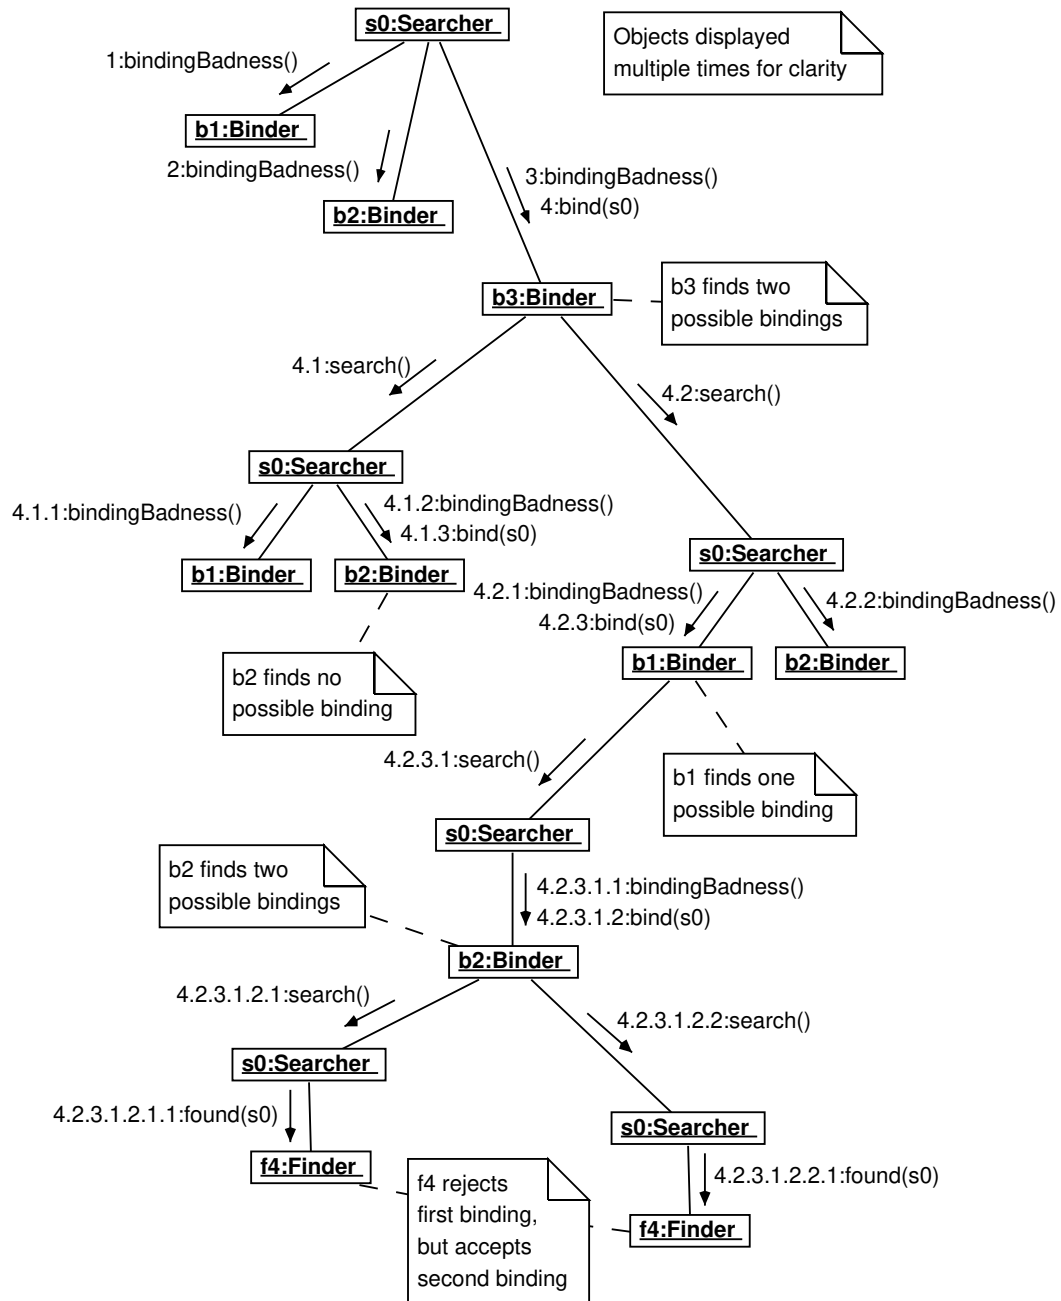 s0:Searcher
Objects displayed
multiple times for clarity
1:bindingBadness()
b1:Binder
2:bindingBadness()
b2:Binder
3:bindingBadness()
4:bind(s0)
b3:Binder
b3 finds two
possible bindings
4.1:search()
4.2:search()
s0:Searcher
4.1.1:bindingBadness()
4.1.2:bindingBadness()
4.1.3:bind(s0)
b1:Binder
b2:Binder
s0:Searcher
4.2.1:bindingBadness()
4.2.3:bind(s0)
4.2.2:bindingBadness()
b1:Binder
b2:Binder
b2 finds no
possible binding
4.2.3.1:search()
b1 finds one
possible binding
s0:Searcher
b2 finds two
possible bindings
4.2.3.1.1:bindingBadness()
4.2.3.1.2:bind(s0)
b2:Binder
4.2.3.1.2.1:search()
4.2.3.1.2.2:search()
s0:Searcher
4.2.3.1.2.1.1:found(s0)
s0:Searcher
f4:Finder
4.2.3.1.2.2.1:found(s0)
f4 rejects
first binding,
but accepts
second binding
f4:Finder